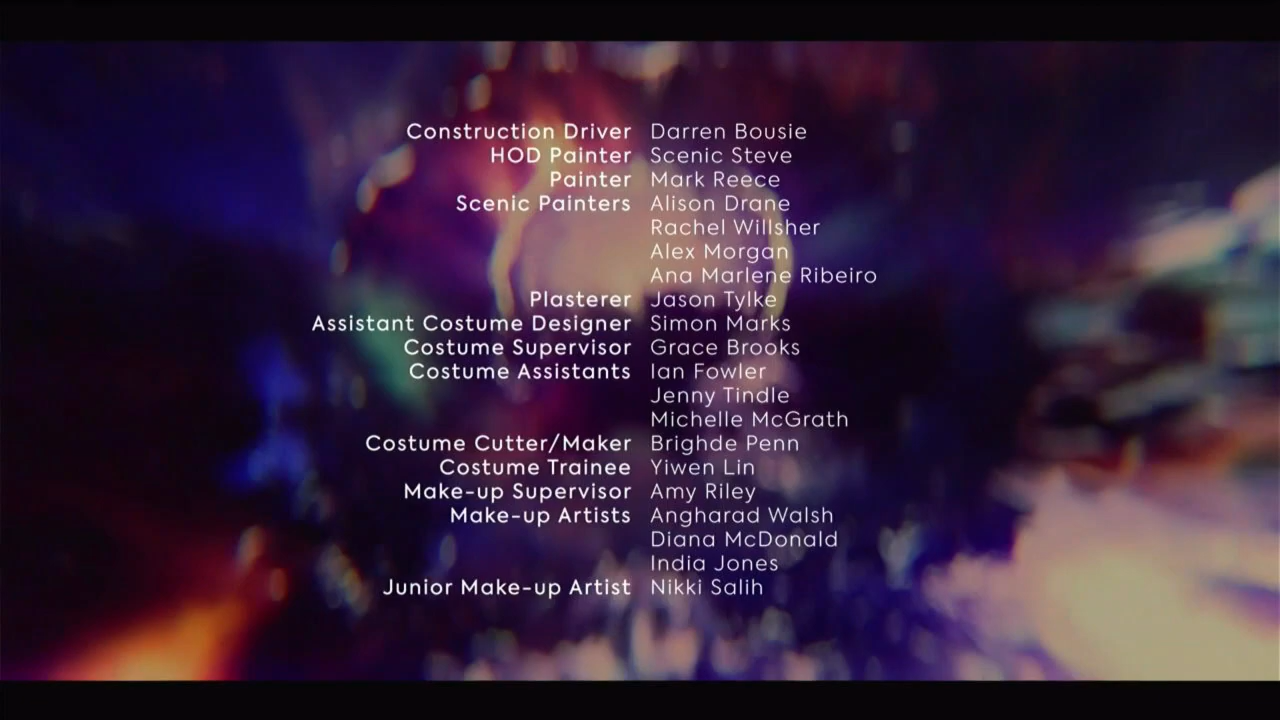 Construction Driver Darren Bousie
HOD Painter Scenic Steve
Painter Mark Reece
Scenic Painters Alison Drane
Rachel Willsher
Alex Morgan
Ana Marlene Ribeiro
Plasterer Jason Tylke
Assistant Costume Designer Simon Marks
Costume Supervisor Grace Brooks
Costume Assistants Ian Fowler
Jenny Tindle
Michelle McGrath
Costume Cutter/Maker Brighde Penn
Costume Trainee Yiwen Lin
Make-up Supervisor Amy Riley
Make-up Artists Angharad Walsh
Diana McDonald
India Jones
Junior Make-up Artist Nikki Salih